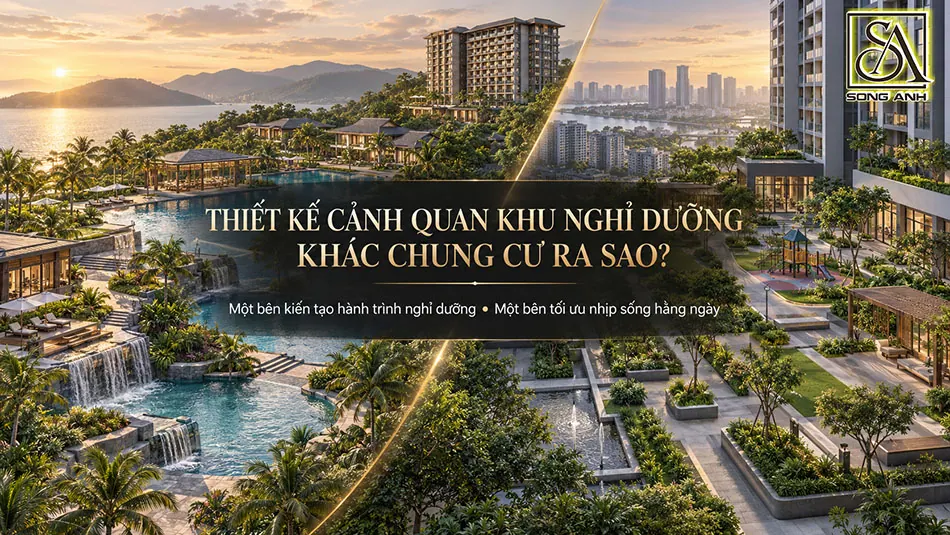 SA
SONG ANH
THIẾT KẾ CẢNH QUAN KHU NGHỈ DƯỠNG
KHÁC CHUNG CƯ RA SAO?
Một bên kiến tạo hành trình nghỉ dưỡng • Một bên tối ưu nhịp sống hằng ngày